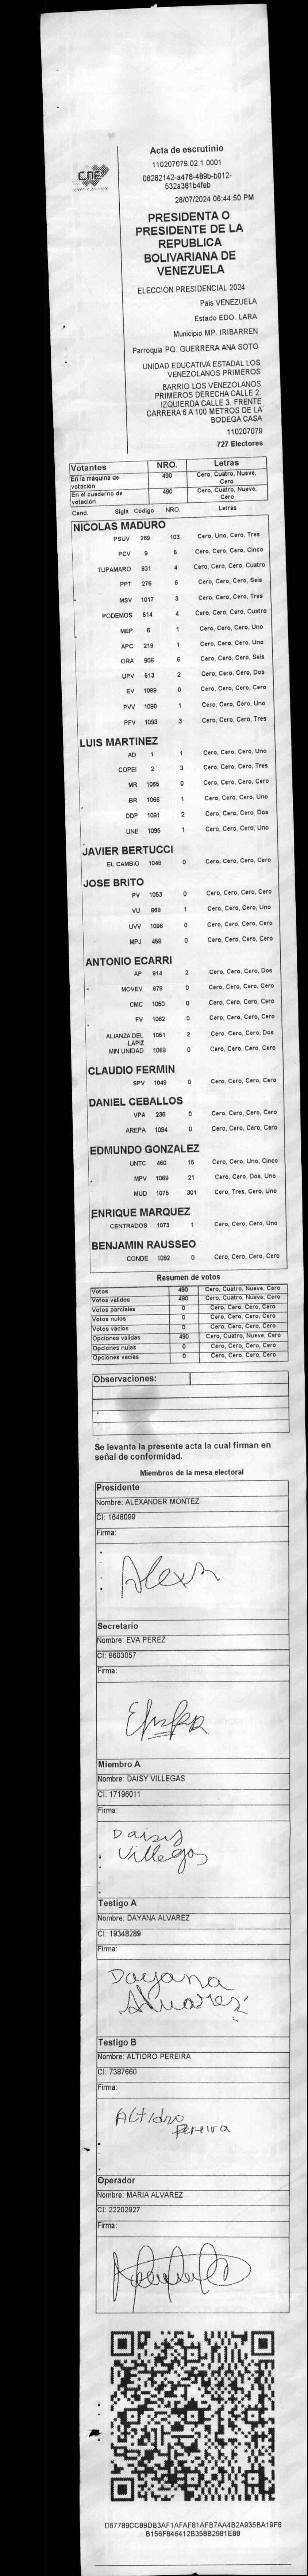 CNE
Acta de escrutinio
110207079.02.1.0001
08282142-a478-489b-b012-
532a381b4feb
28/07/2024 06:44:50 PM
PRESIDENTA O
PRESIDENTE DE LA
REPUBLICA
BOLIVARIANA DE
VENEZUELA
ELECCIÓN PRESIDENCIAL 2024
Pais VENEZUELA
Estado EDO. LARA
Municipio MP. IRIBARREN
Parroquia PQ. GUERRERA ANA SOTO
UNIDAD EDUCATIVA ESTADAL LOS
VENEZOLANOS PRIMEROS
BARRIO LOS VENEZOLANOS
PRIMEROS DERECHA CALLE 2.
IZQUIERDA CALLE 3. FRENTE
CARRERA 6 A 100 METROS DE LA
BODEGA CASA
110207079
727 Electores
Votantes NRO. Letras
En la máquina de votación 490 Cero, Cuatro, Nueve, Cero
En el cuaderno de votación 490 Cero, Cuatro, Nueve, Cero
Cand. Sigla Código NRO. Letras
NICOLAS MADURO
PSUV 269 103 Cero, Uno, Cero, Tres
PCV 9 5 Cero, Cero, Cero, Cinco
TUPAMARO 931 4 Cero, Cero, Cero, Cuatro
PPT 276 6 Cero, Cero, Cero, Seis
MSV 1017 3 Cero, Cero, Cero, Tres
PODEMOS 514 4 Cero, Cero, Cero, Cuatro
MEP 6 1 Cero, Cero, Cero, Uno
APC 219 1 Cero, Cero, Cero, Uno
ORA 906 6 Cero, Cero, Cero, Seis
UPV 513 2 Cero, Cero, Cero, Dos
EV 1089 0 Cero, Cero, Cero, Cero
PVV 1090 1 Cero, Cero, Cero, Uno
PFV 1093 3 Cero, Cero, Cero, Tres
LUIS MARTINEZ
AD 1 1 Cero, Cero, Cero, Uno
COPEI 2 3 Cero, Cero, Cero, Tres
MR 1065 0 Cero, Cero, Cero, Cero
BR 1066 1 Cero, Cero, Cero, Uno
DDP 1091 2 Cero, Cero, Cero, Dos
UNE 1095 1 Cero, Cero, Cero, Uno
JAVIER BERTUCCI
EL CAMBIO 1048 0 Cero, Cero, Cero, Cero
JOSE BRITO
PV 1053 0 Cero, Cero, Cero, Cero
VU 868 1 Cero, Cero, Cero, Uno
UVV 1096 0 Cero, Cero, Cero, Cero
MPJ 458 0 Cero, Cero, Cero, Cero
ANTONIO ECARRI
AP 814 2 Cero, Cero, Cero, Dos
MOVEV 879 0 Cero, Cero, Cero, Cero
CMC 1050 0 Cero, Cero, Cero, Cero
FV 1062 0 Cero, Cero, Cero, Cero
ALIANZA DEL LAPIZ 1051 2 Cero, Cero, Cero, Dos
MIN UNIDAD 1069 0 Cero, Cero, Cero, Cero
CLAUDIO FERMIN
SPV 1049 0 Cero, Cero, Cero, Cero
DANIEL CEBALLOS
VPA 236 0 Cero, Cero, Cero, Cero
AREPA 1094 0 Cero, Cero, Cero, Cero
EDMUNDO GONZALEZ
UNTC 460 15 Cero, Cero, Uno, Cinco
MPV 1069 21 Cero, Cero, Dos, Uno
MUD 1075 301 Cero, Tres, Cero, Uno
ENRIQUE MARQUEZ
CENTRADOS 1073 1 Cero, Cero, Cero, Uno
BENJAMIN RAUSSEO
CONDE 1092 0 Cero, Cero, Cero, Cero
Resumen de votos
Votos 490 Cero, Cuatro, Nueve, Cero
Votos validos 490 Cero, Cuatro, Nueve, Cero
Votos parciales 0 Cero, Cero, Cero, Cero
Votos nulos 0 Cero, Cero, Cero, Cero
Votos vacios 0 Cero, Cero, Cero, Cero
Opciones validas 490 Cero, Cuatro, Nueve, Cero
Opciones nulas 0 Cero, Cero, Cero, Cero
Opciones vacias 0 Cero, Cero, Cero, Cero
Observaciones:
Se levanta la presente acta la cual firman en
señal de conformidad.
Miembros de la mesa electoral
Presidente
Nombre: ALEXANDER MONTEZ
CI: 1648099
Firma:
Alexn
Secretario
Nombre: EVA PEREZ
CI: 9603057
Firma:
Miembro A
Nombre: DAISY VILLEGAS
CI: 17196011
Firma:
Daisy
Villegas
Testigo A
Nombre: DAYANA ALVAREZ
CI: 19348289
Firma:
Dayana
Alvarez
Testigo B
Nombre: ALTIDRO PEREIRA
CI: 7387660
Firma:
Altidro
Pereira
Operador
Nombre: MARIA ALVAREZ
CI: 22202927
Firma:
D67789CC89DB3AF1AFAF81AFB7AA4B2A935BA19F8
B156F846412B358B2981E88